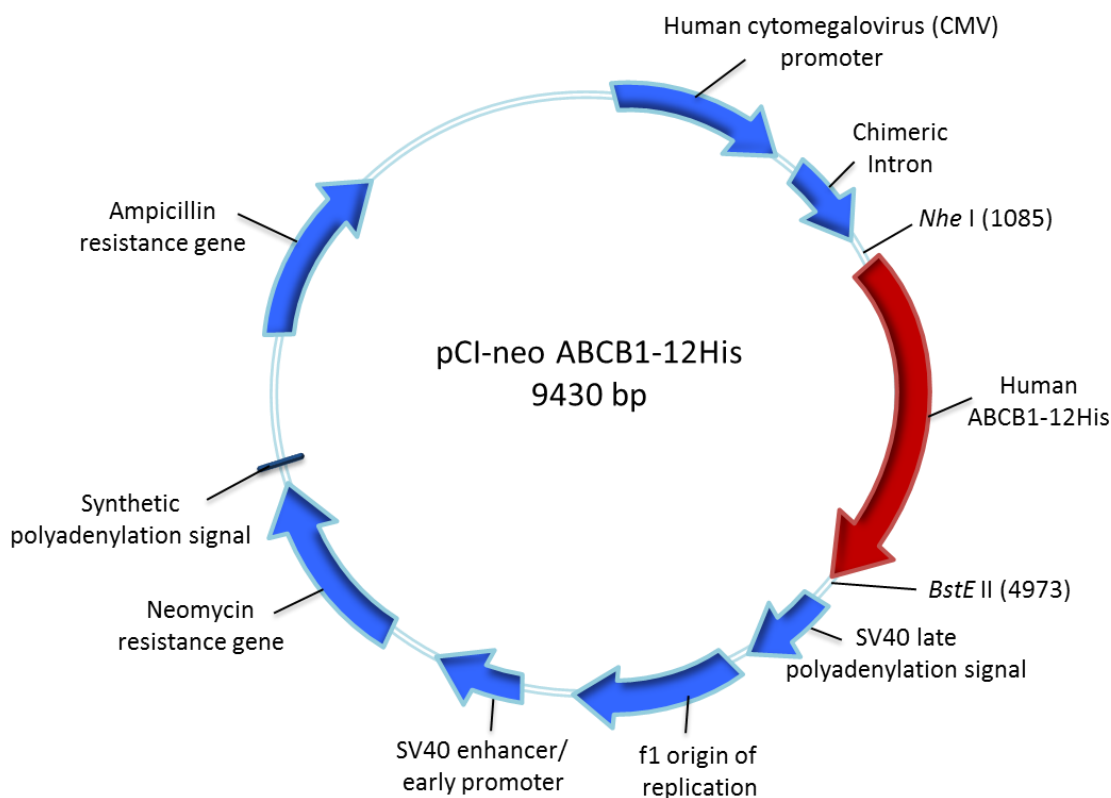 Human cytomegalovirus (CMV)
promoter
Chimeric
Intron
Nhe I (1085)
Human
ABCB1-12His
BstE II (4973)
SV40 late
polyadenylation signal
f1 origin of
replication
SV40 enhancer/
early promoter
Neomycin
resistance gene
Synthetic
polyadenylation signal
Ampicillin
resistance gene
pCI-neo ABCB1-12His
9430 bp